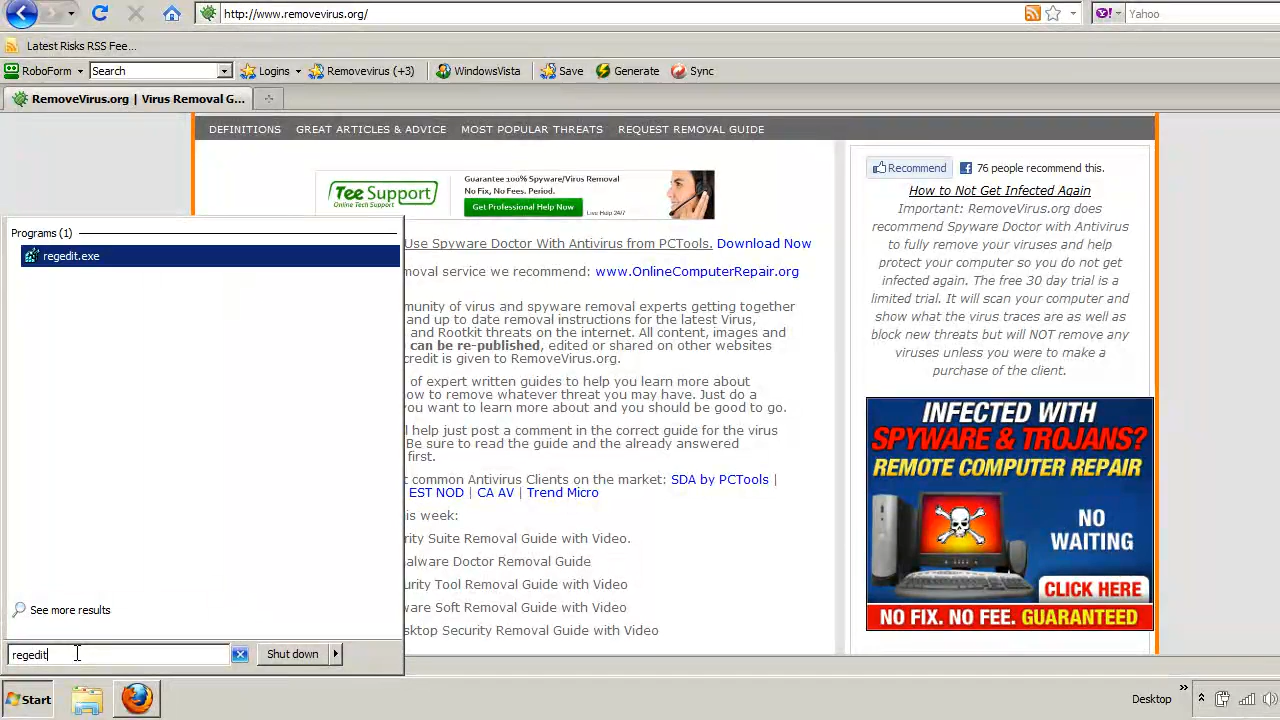 http://www.removevirus.org/
Yahoo
Latest Risks RSS Fee...
RoboForm Search Logins Removevirus (+3) WindowsVista Save Generate Sync
RemoveVirus.org | Virus Removal G...
DEFINITIONS GREAT ARTICLES & ADVICE MOST POPULAR THREATS REQUEST REMOVAL GUIDE
Tee Support
Online Tech Support
Guarantee 100% Spyware/Virus Removal
No Fix, No Fees. Period.
Get Professional Help Now
Live Help 24/7
Use Spyware Doctor With Antivirus from PCTools. Download Now
moval service we recommend: www.OnlineComputerRepair.org
munity of virus and spyware removal experts getting together
and up to date removal instructions for the latest Virus,
and Rootkit threats on the internet. All content, images and
can be re-published, edited or shared on other websites
credit is given to RemoveVirus.org.
of expert written guides to help you learn more about
how to remove whatever threat you may have. Just do a
you want to learn more about and you should be good to go.
l help just post a comment in the correct guide for the virus
Be sure to read the guide and the already answered
first.
t common Antivirus Clients on the market: SDA by PCTools |
EST NOD | CA AV | Trend Micro
his week:
rity Suite Removal Guide with Video.
alware Doctor Removal Guide
urity Tool Removal Guide with Video
ware Soft Removal Guide with Video
sktop Security Removal Guide with Video
Recommend 76 people recommend this.
How to Not Get Infected Again
Important: RemoveVirus.org does
recommend Spyware Doctor with Antivirus
to fully remove your viruses and help
protect your computer so you do not get
infected again. The free 30 day trial is a
limited trial. It will scan your computer and
show what the virus traces are as well as
block new threats but will NOT remove any
viruses unless you were to make a
purchase of the client.
INFECTED WITH
SPYWARE & TROJANS?
REMOTE COMPUTER REPAIR
NO
WAITING
CLICK HERE
NO FIX. NO FEE. GUARANTEED
Programs (1)
regedit.exe
See more results
regedit
Shut down
Start
Desktop